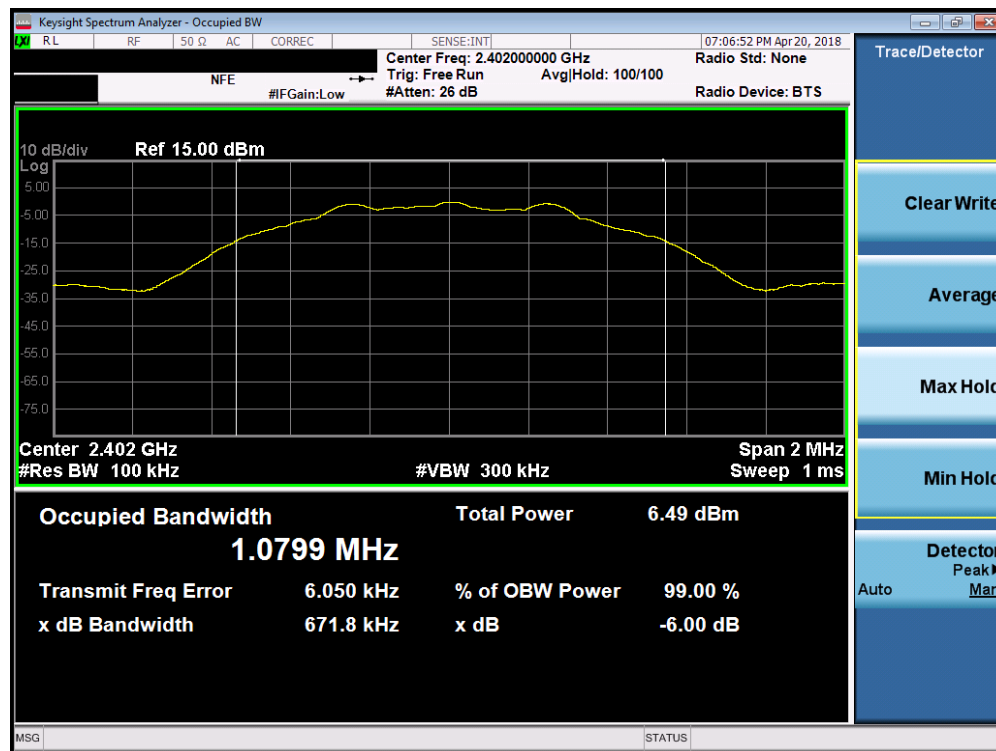 Keysight Spectrum Analyzer - Occupied BW
LXI RL RF 50 Ω AC CORREC SENSE:INT 07:06:52 PM Apr 20, 2018
Center Freq: 2.402000000 GHz Radio Std: None
NFE Trig: Free Run Avg|Hold: 100/100
#IFGain:Low #Atten: 26 dB Radio Device: BTS
10 dB/div Ref 15.00 dBm
Log
5.00
-5.00
-15.0
-25.0
-35.0
-45.0
-55.0
-65.0
-75.0
Center 2.402 GHz Span 2 MHz
#Res BW 100 kHz #VBW 300 kHz Sweep 1 ms
Occupied Bandwidth Total Power 6.49 dBm
1.0799 MHz
Transmit Freq Error 6.050 kHz % of OBW Power 99.00 %
x dB Bandwidth 671.8 kHz x dB -6.00 dB
MSG STATUS
Trace/Detector
Clear Write
Average
Max Hold
Min Hold
Detector
Peak
Auto Man